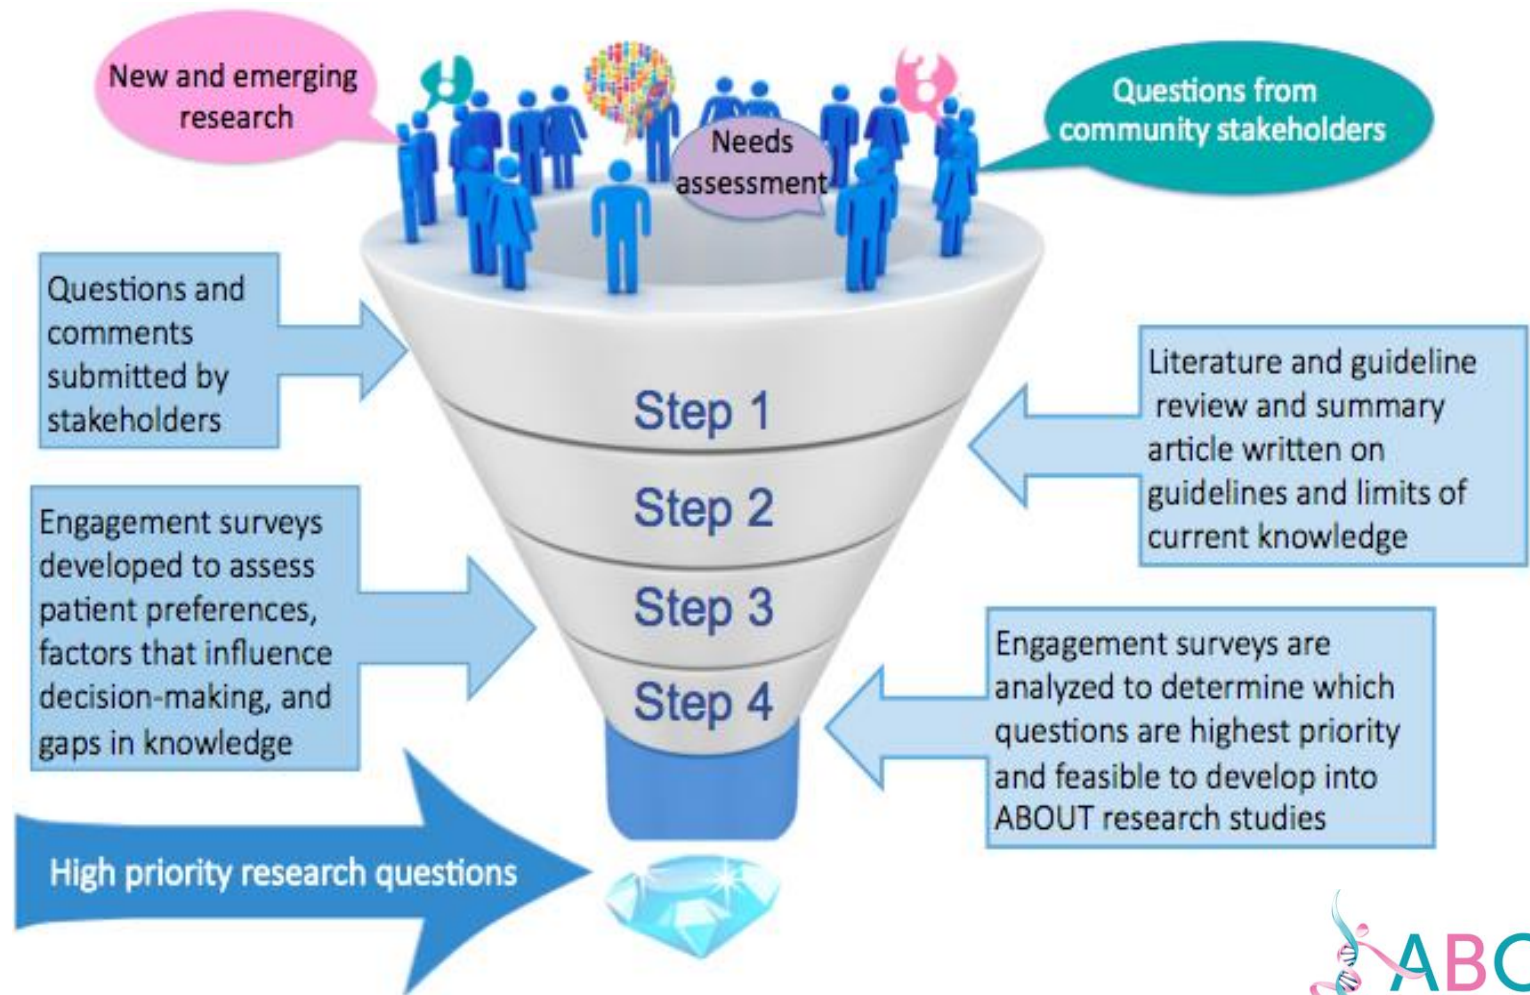 New and emerging
research
Needs
assessment
Questions from
community stakeholders
Questions and
comments
submitted by
stakeholders
Step 1
Literature and guideline
review and summary
article written on
guidelines and limits of
current knowledge
Step 2
Engagement surveys
developed to assess
patient preferences,
factors that influence
decision-making, and
gaps in knowledge
Step 3
Step 4
Engagement surveys are
analyzed to determine which
questions are highest priority
and feasible to develop into
ABOUT research studies
High priority research questions
ABO